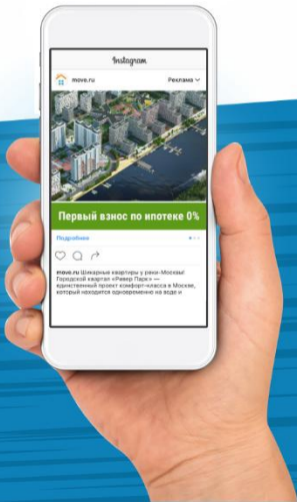 Instagram
move.ru
Реклама
Первый взнос по ипотеке 0%
Подробнее
move.ru Шикарные квартиры у реки-Москвы!
Городской квартал «Ривер Парк» —
единственный проект комфорт-класса в Москве,
который находится одновременно на воде и